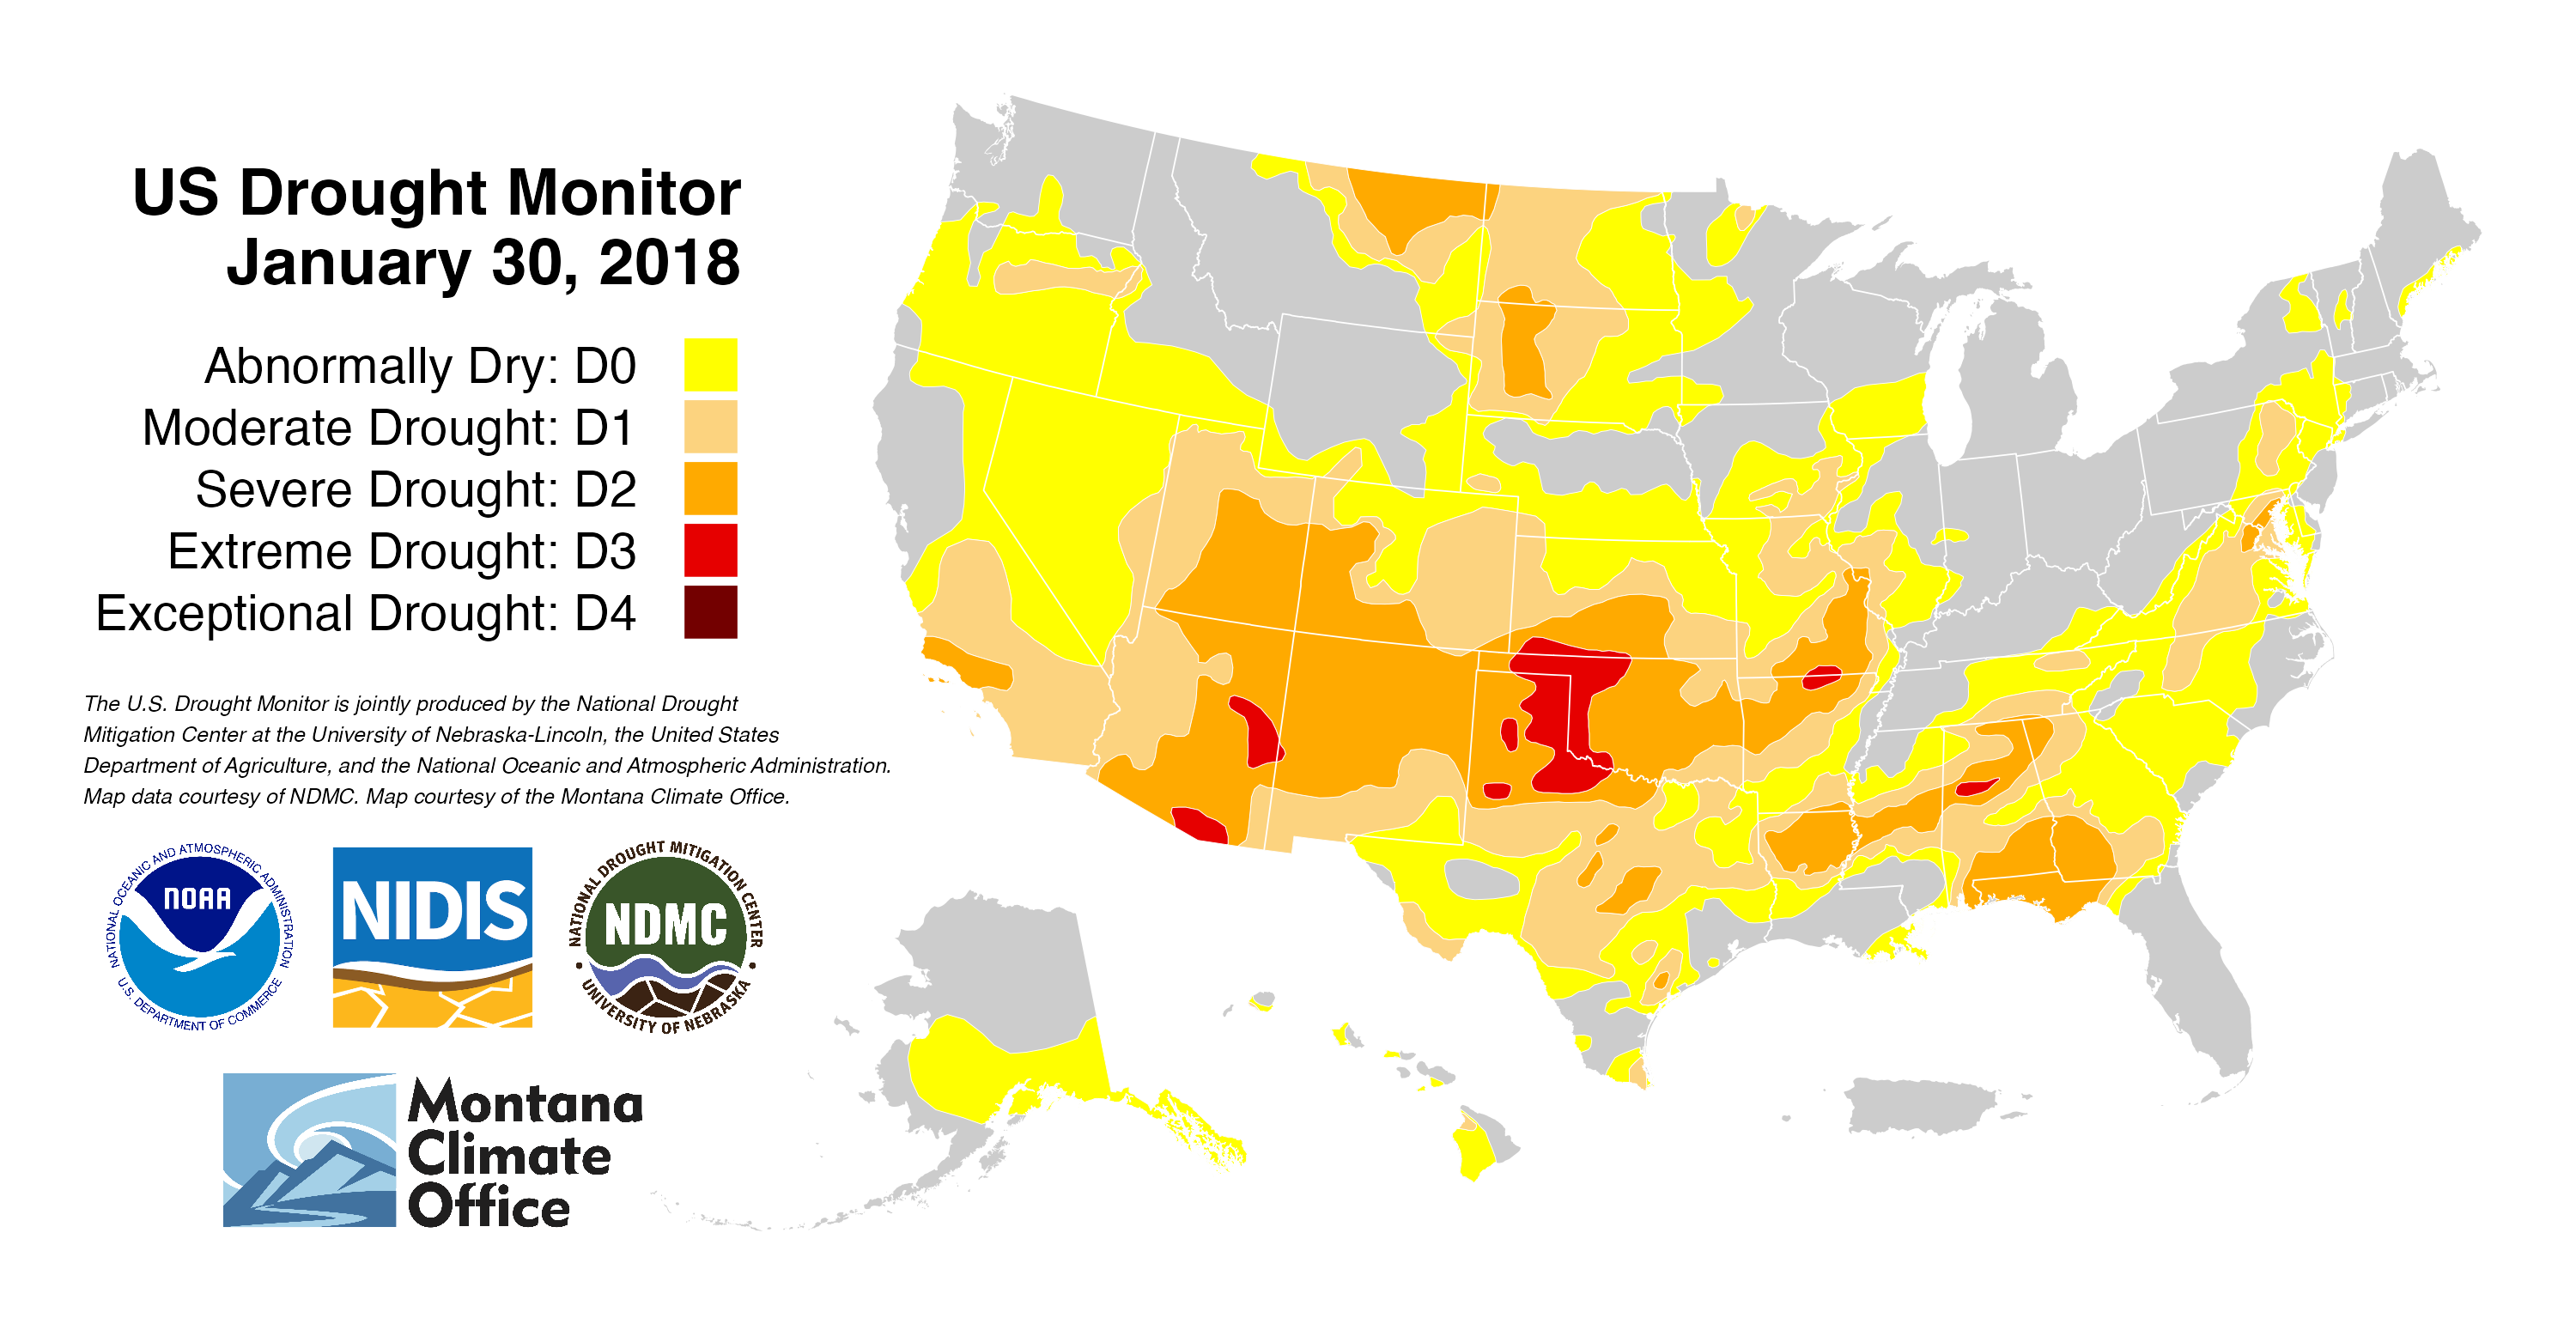 US Drought Monitor
January 30, 2018
Abnormally Dry: D0
Moderate Drought: D1
Severe Drought: D2
Extreme Drought: D3
Exceptional Drought: D4
The U.S. Drought Monitor is jointly produced by the National Drought
Mitigation Center at the University of Nebraska-Lincoln, the United States
Department of Agriculture, and the National Oceanic and Atmospheric Administration.
Map data courtesy of NDMC. Map courtesy of the Montana Climate Office.
NATIONAL OCEANIC AND ATMOSPHERIC ADMINISTRATION
NOAA
U.S. DEPARTMENT OF COMMERCE
NIDIS
NATIONAL DROUGHT MITIGATION CENTER
NDMC
UNIVERSITY OF NEBRASKA
Montana
Climate
Office